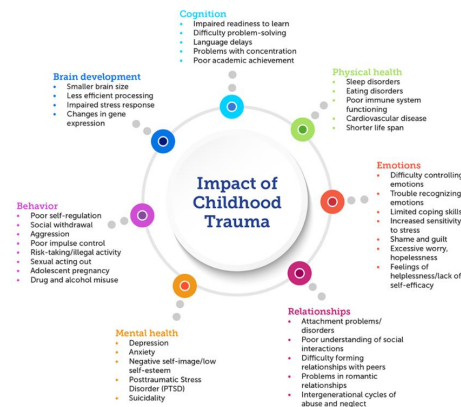 Cognition
Impaired readiness to learn
Difficulty problem-solving
Language delays
Problems with concentration
Poor academic achievement
Physical health
Sleep disorders
Eating disorders
Poor immune system
functioning
Cardiovascular disease
Shorter life span
Emotions
Difficulty controlling
emotions
Trouble recognizing
emotions
Limited coping skills
Increased sensitivity
to stress
Shame and guilt
Excessive worry,
hopelessness
Feelings of
helplessness/lack of
self-efficacy
Relationships
Attachment problems/
disorders
Poor understanding of social
interactions
Difficulty forming
relationships with peers
Problems in romantic
relationships
Intergenerational cycles of
abuse and neglect
Mental health
Depression
Anxiety
Negative self-image/low
self-esteem
Posttraumatic Stress
Disorder (PTSD)
Suicidality
Behavior
Poor self-regulation
Social withdrawal
Aggression
Poor impulse control
Risk-taking/illegal activity
Sexual acting out
Adolescent pregnancy
Drug and alcohol misuse
Brain development
Smaller brain size
Less efficient processing
Impaired stress response
Changes in gene
expression
Impact of
Childhood
Trauma